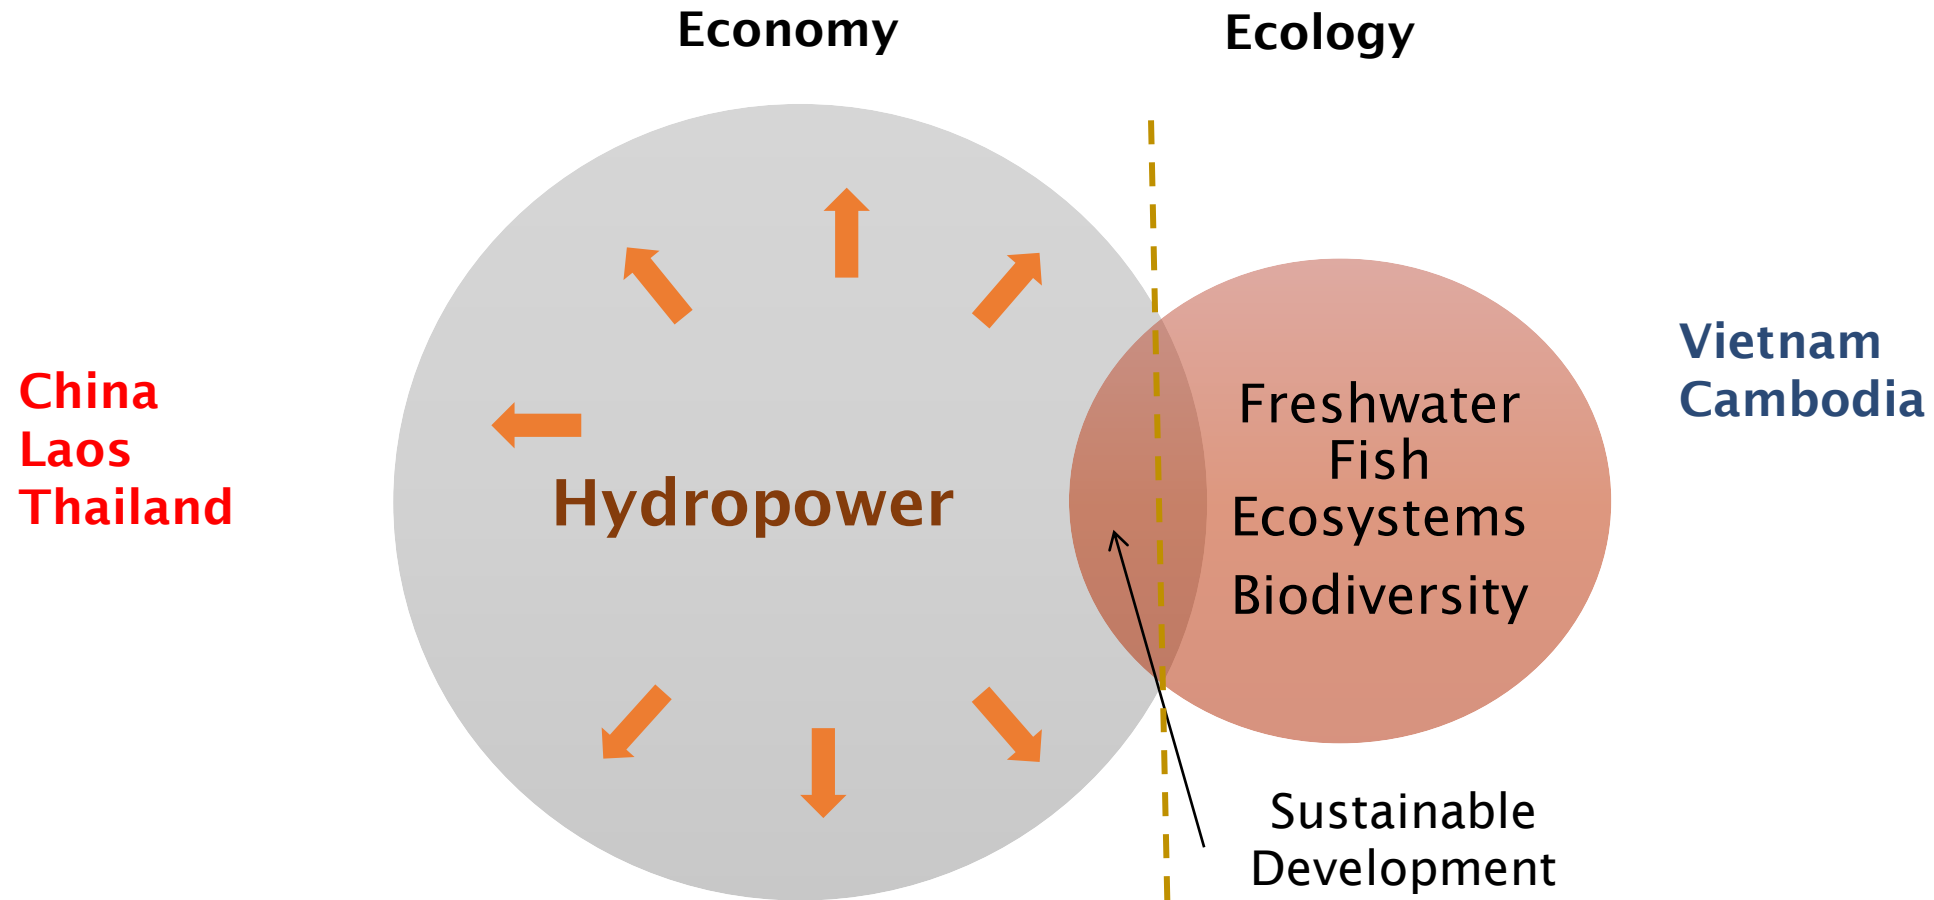 Economy
Ecology
China
Laos
Thailand
Hydropower
Freshwater
Fish
Ecosystems
Biodiversity
Vietnam
Cambodia
Sustainable
Development